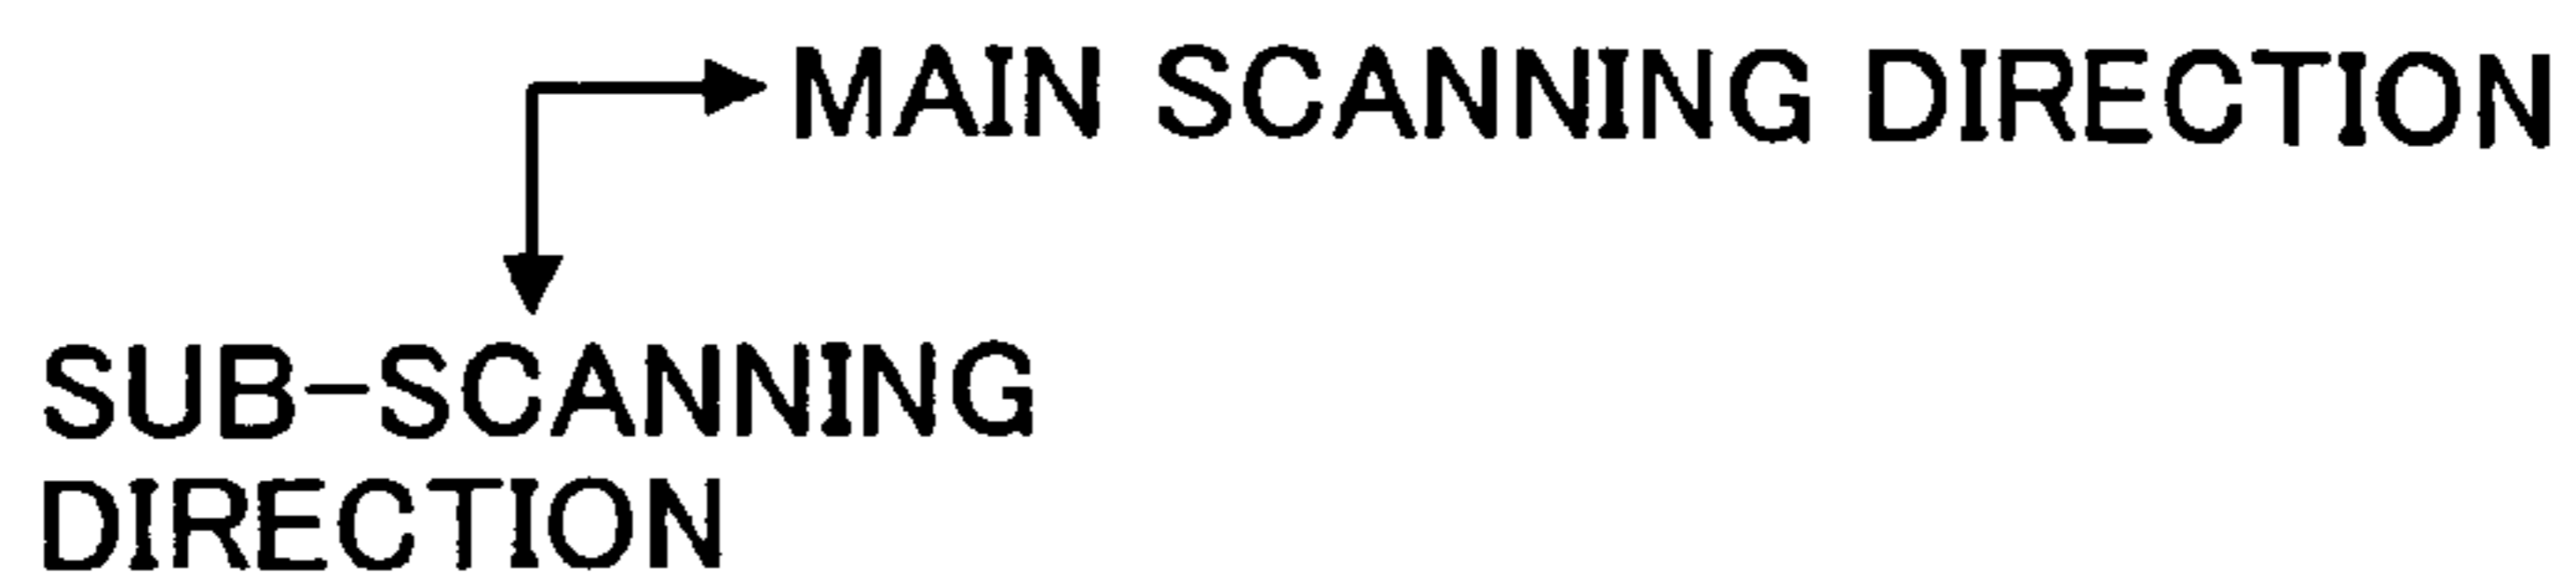 MAIN SCANNING DIRECTION
SUB-SCANNING
DIRECTION